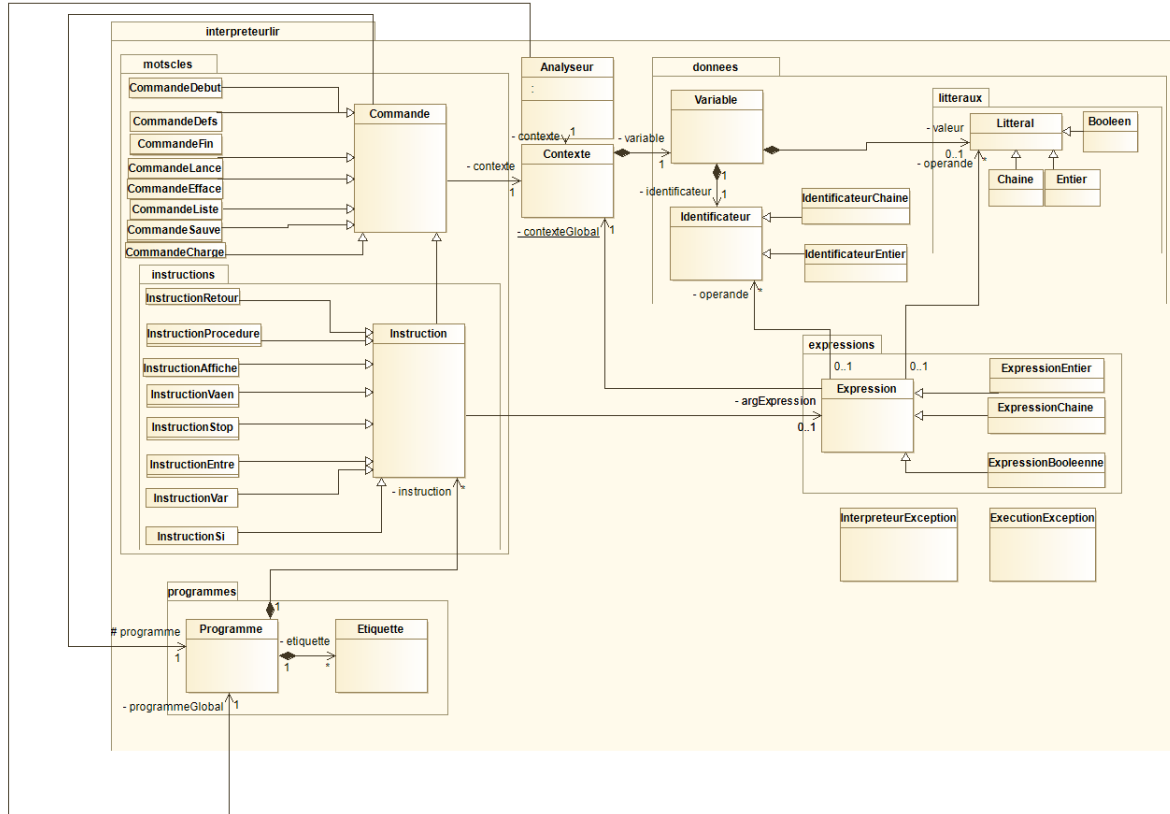 interpreteurlir
motscles
CommandeDebut
CommandeDefs
CommandeFin
CommandeLance
CommandeEfface
CommandeListe
CommandeSauve
CommandeCharge
Commande
- contexte
1
Analyseur
:
- contexte
1
Contexte
- variable
1
- contexteGlobal
1
donnees
Variable
1
- identificateur
1
Identificateur
IdentificateurChaine
IdentificateurEntier
- operande
*
litteraux
- valeur
0..1
- operande
*
Litteral
Booleen
Chaine
Entier
instructions
InstructionRetour
InstructionProcedure
InstructionAffiche
InstructionVaen
InstructionStop
InstructionEntre
InstructionVar
InstructionSi
Instruction
- instruction
*
- argExpression
0..1
expressions
0..1
0..1
Expression
ExpressionEntier
ExpressionChaine
ExpressionBooleenne
InterpreteurException
ExecutionException
programmes
1
# programme
1
Programme
- etiquette
1
*
Etiquette
- programmeGlobal
1